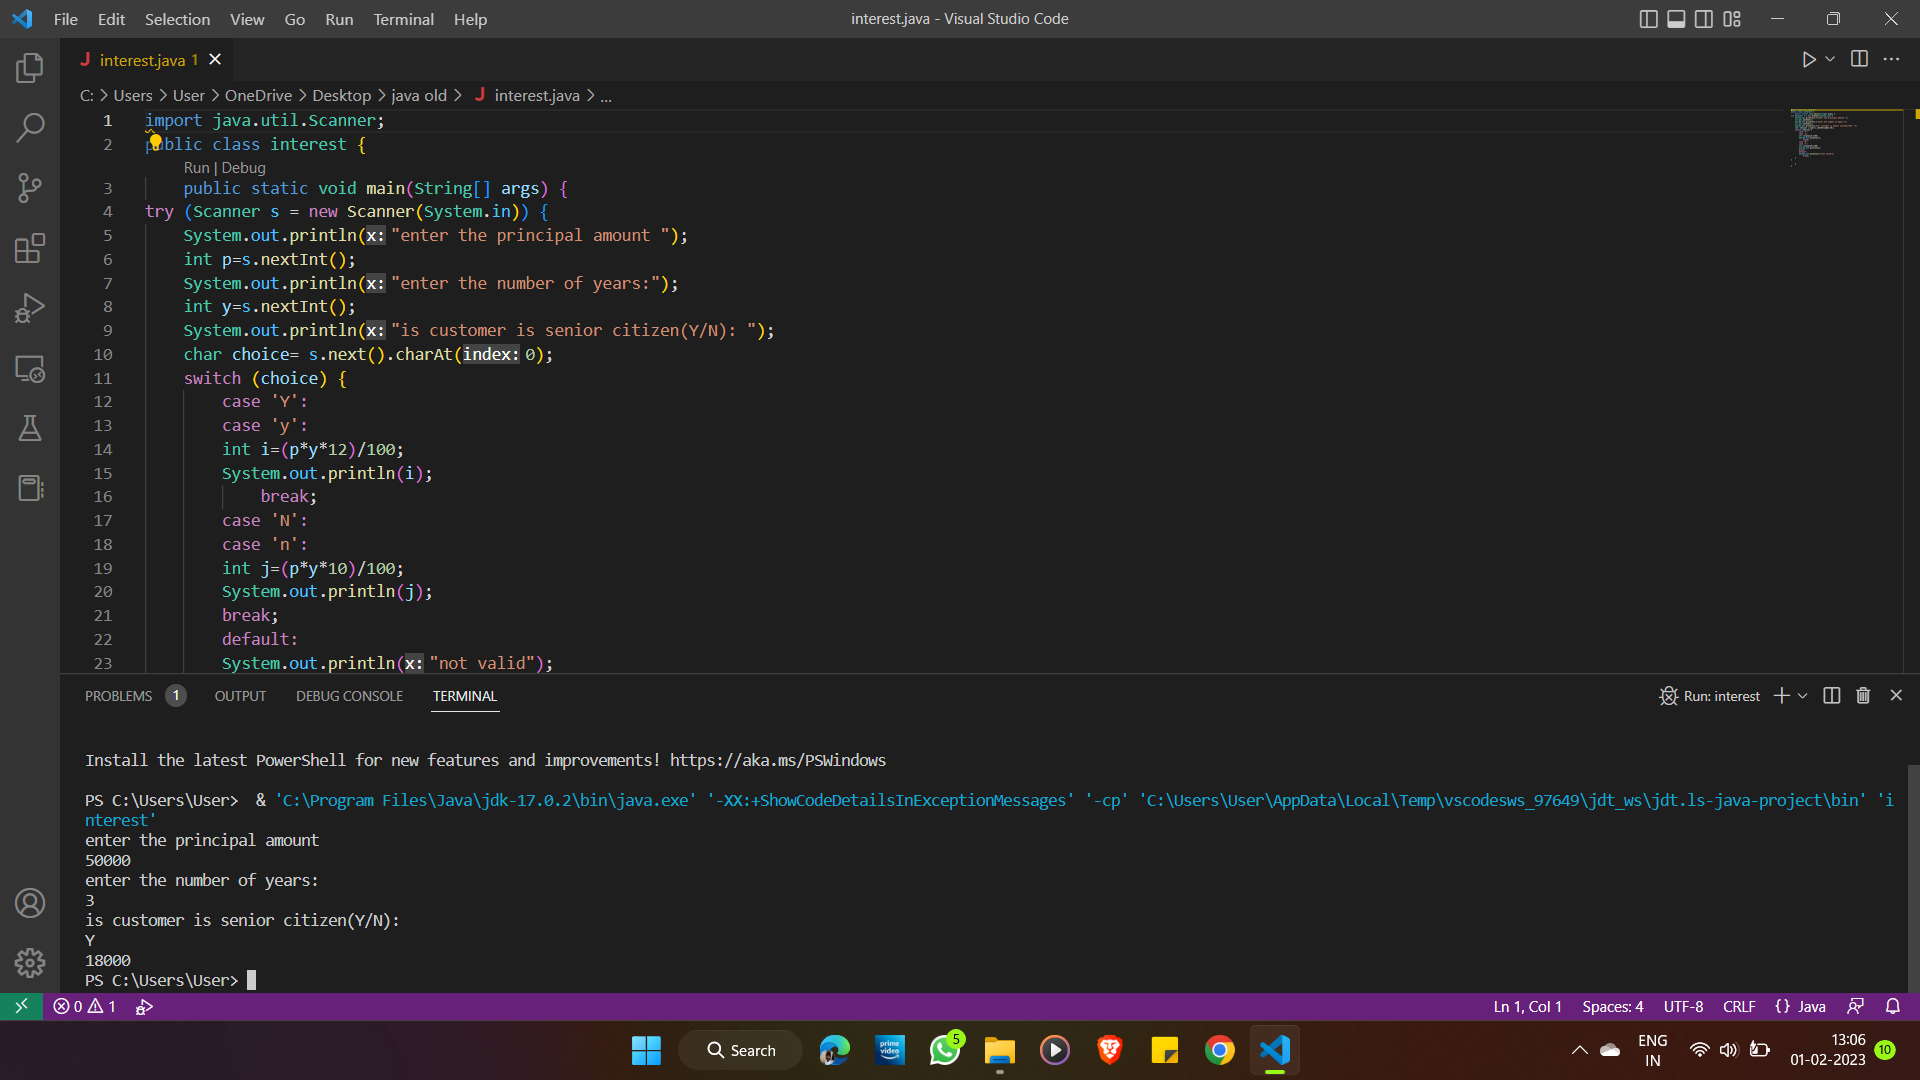 File Edit Selection View Go Run Terminal Help
interest.java - Visual Studio Code
J interest.java 1
C: > Users > User > OneDrive > Desktop > java old > J interest.java > ...
1 import java.util.Scanner;
2 public class interest {
Run | Debug
3 public static void main(String[] args) {
4 try (Scanner s = new Scanner(System.in)) {
5 System.out.println(x: "enter the principal amount ");
6 int p=s.nextInt();
7 System.out.println(x: "enter the number of years:");
8 int y=s.nextInt();
9 System.out.println(x: "is customer is senior citizen(Y/N): ");
10 char choice= s.next().charAt(index: 0);
11 switch (choice) {
12 case 'Y':
13 case 'y':
14 int i=(p*y*12)/100;
15 System.out.println(i);
16 break;
17 case 'N':
18 case 'n':
19 int j=(p*y*10)/100;
20 System.out.println(j);
21 break;
22 default:
23 System.out.println(x: "not valid");
PROBLEMS 1 OUTPUT DEBUG CONSOLE TERMINAL
Run: interest
Install the latest PowerShell for new features and improvements! https://aka.ms/PSWindows
PS C:\Users\User>  & 'C:\Program Files\Java\jdk-17.0.2\bin\java.exe' '-XX:+ShowCodeDetailsInExceptionMessages' '-cp' 'C:\Users\User\AppData\Local\Temp\vscodesws_97649\jdt_ws\jdt.ls-java-project\bin' 'i
nterest'
enter the principal amount
50000
enter the number of years:
3
is customer is senior citizen(Y/N):
Y
18000
PS C:\Users\User>
0 1
Ln 1, Col 1 Spaces: 4 UTF-8 CRLF {} Java
Search
prime video
5
ENG
IN
13:06
01-02-2023
10